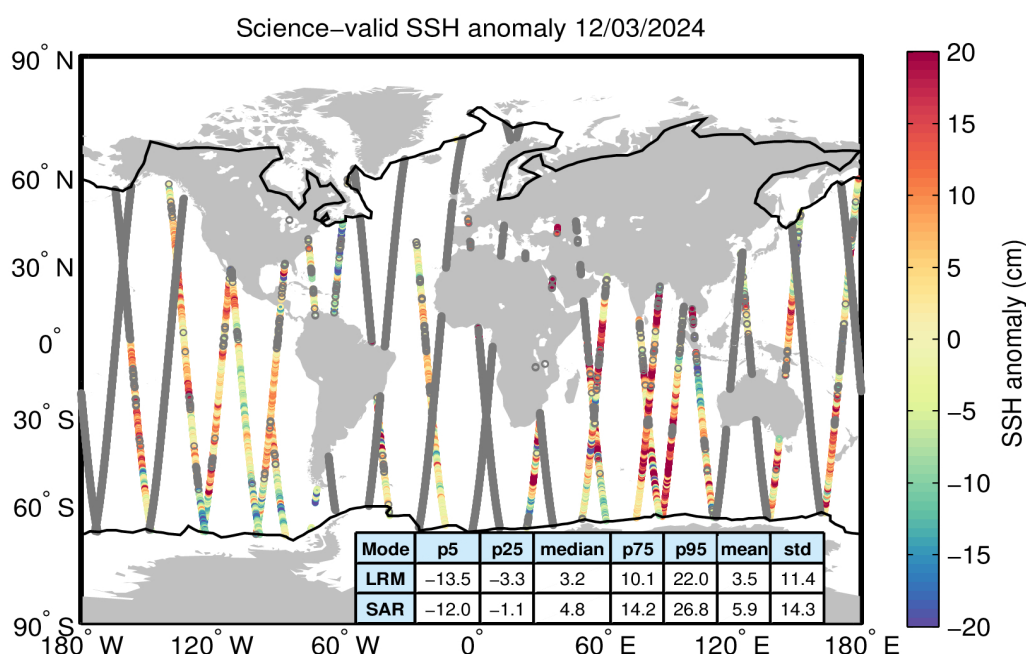 Science−valid SSH anomaly 12/03/2024
90° N
60° N
30° N
0°
30° S
60° S
90° S
180° W
120° W
60° W
0°
60° E
120° E
180° E
20
15
10
5
0
−5
−10
−15
−20
SSH anomaly (cm)
Mode p5 p25 median p75 p95 mean std
LRM −13.5 −3.3 3.2 10.1 22.0 3.5 11.4
SAR −12.0 −1.1 4.8 14.2 26.8 5.9 14.3